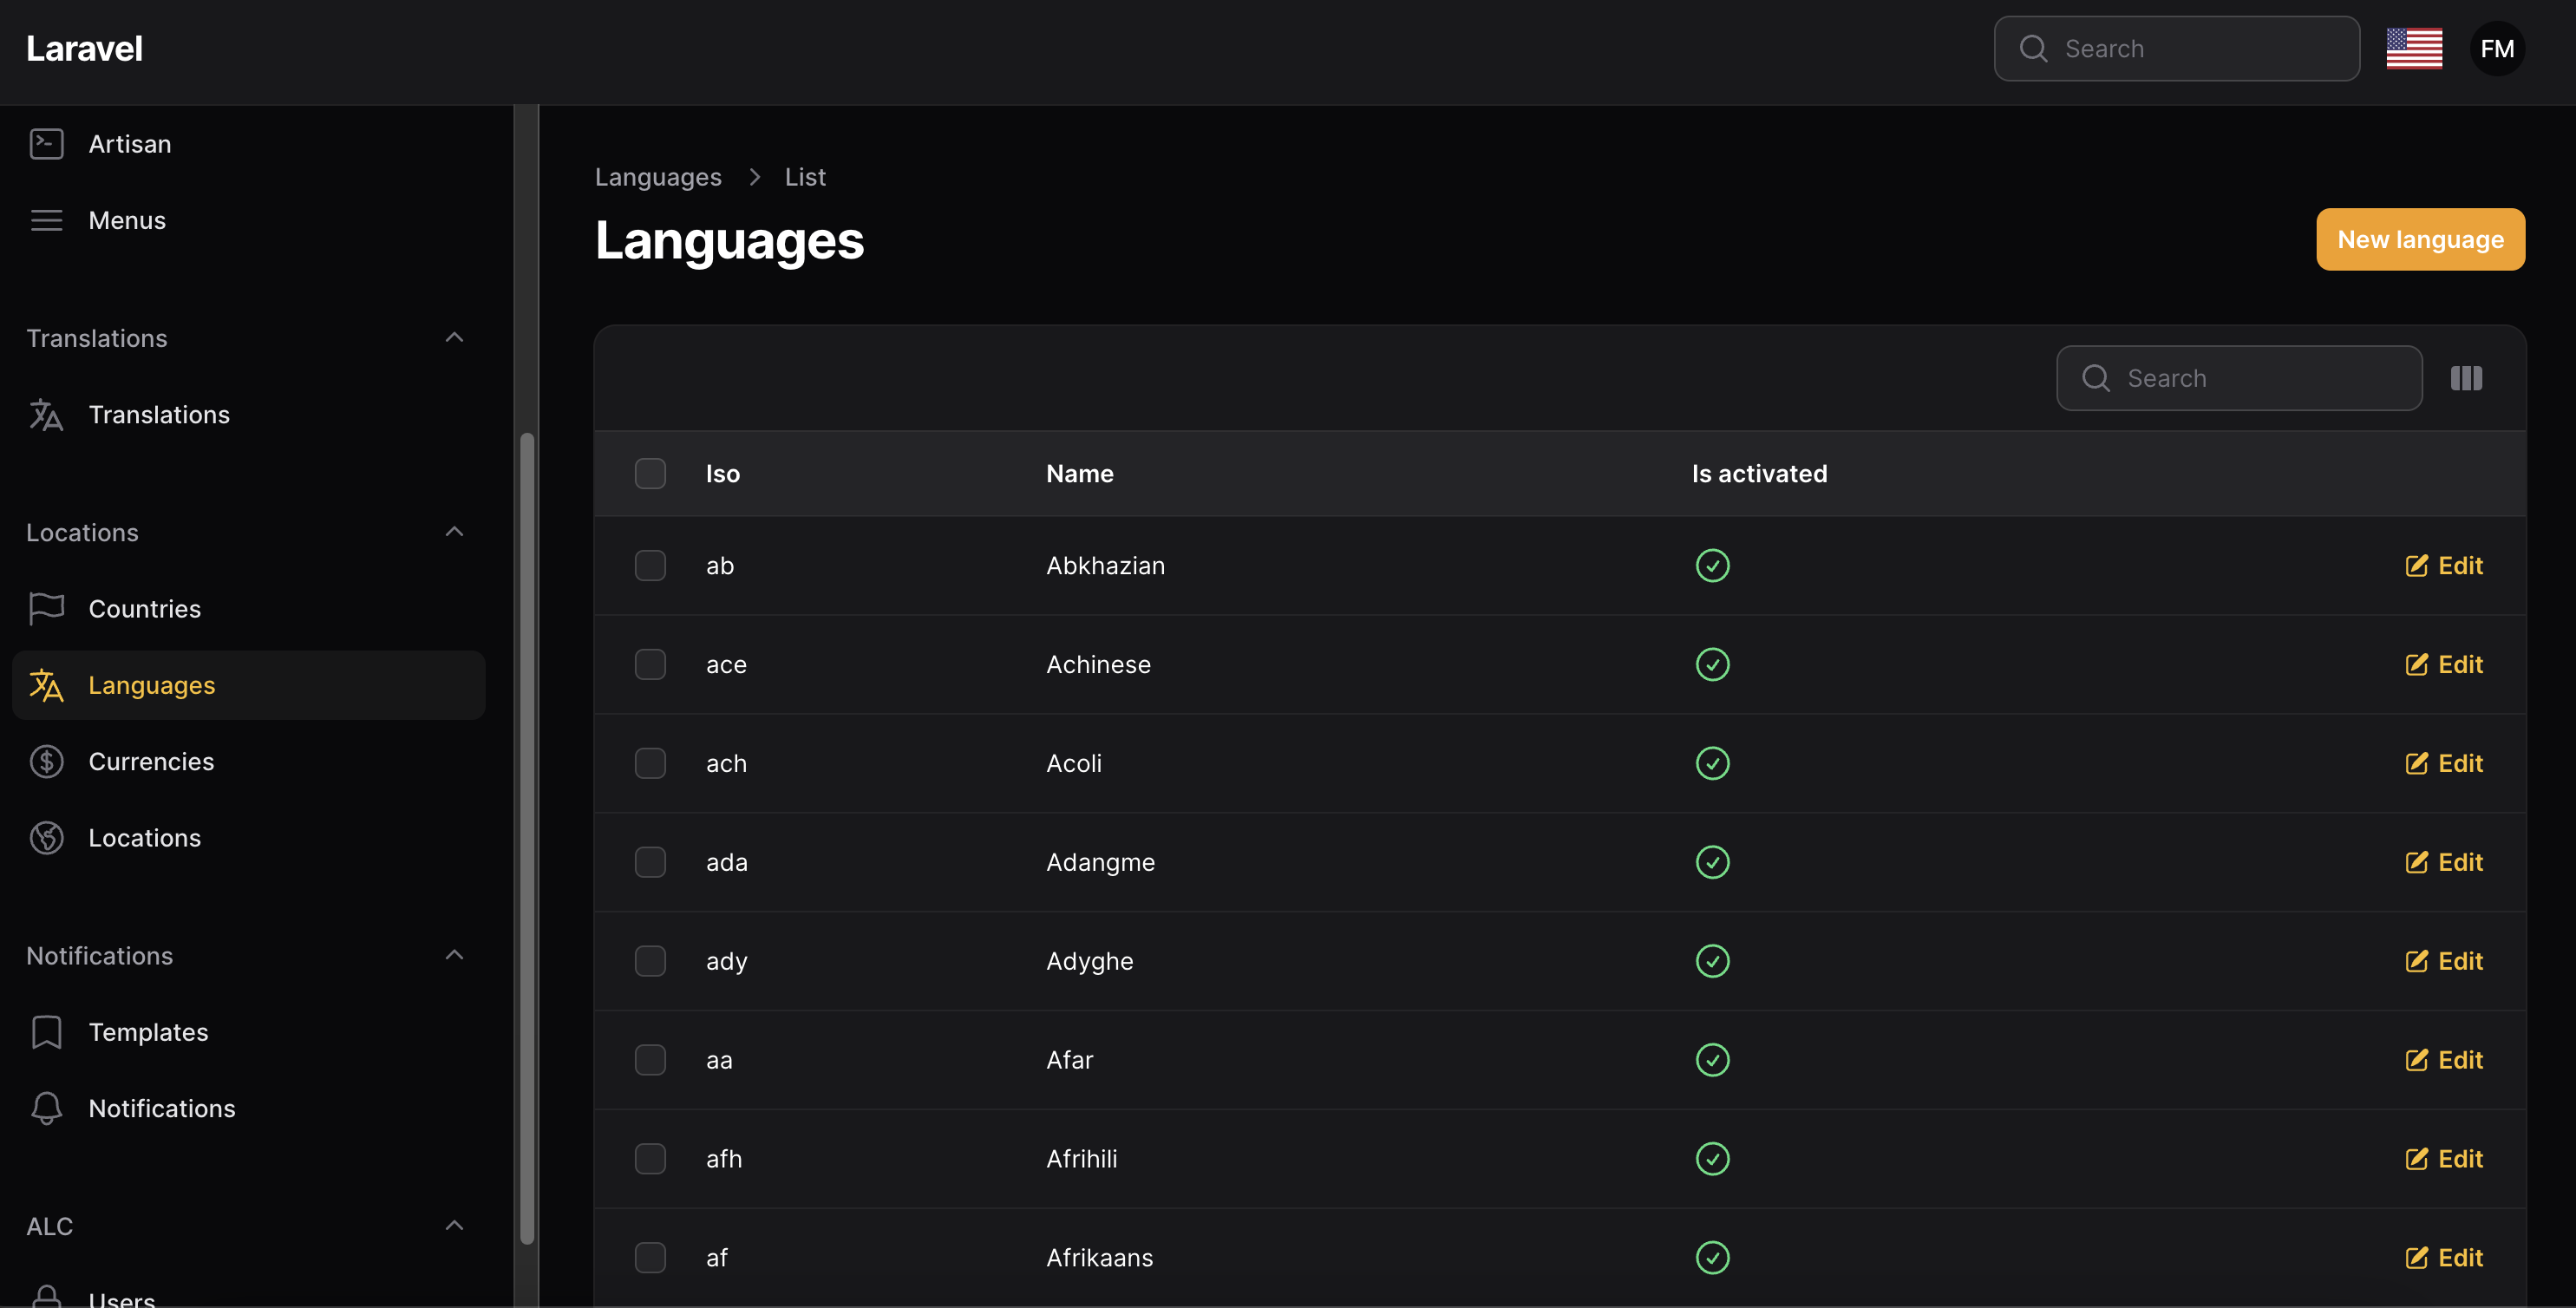 Laravel
Search
FM
Artisan
Menus
Translations
Translations
Locations
Countries
Languages
Currencies
Locations
Notifications
Templates
Notifications
ALC
Users
Languages List
Languages
New language
Search
Iso Name Is activated
ab Abkhazian Edit
ace Achinese Edit
ach Acoli Edit
ada Adangme Edit
ady Adyghe Edit
aa Afar Edit
afh Afrihili Edit
af Afrikaans Edit